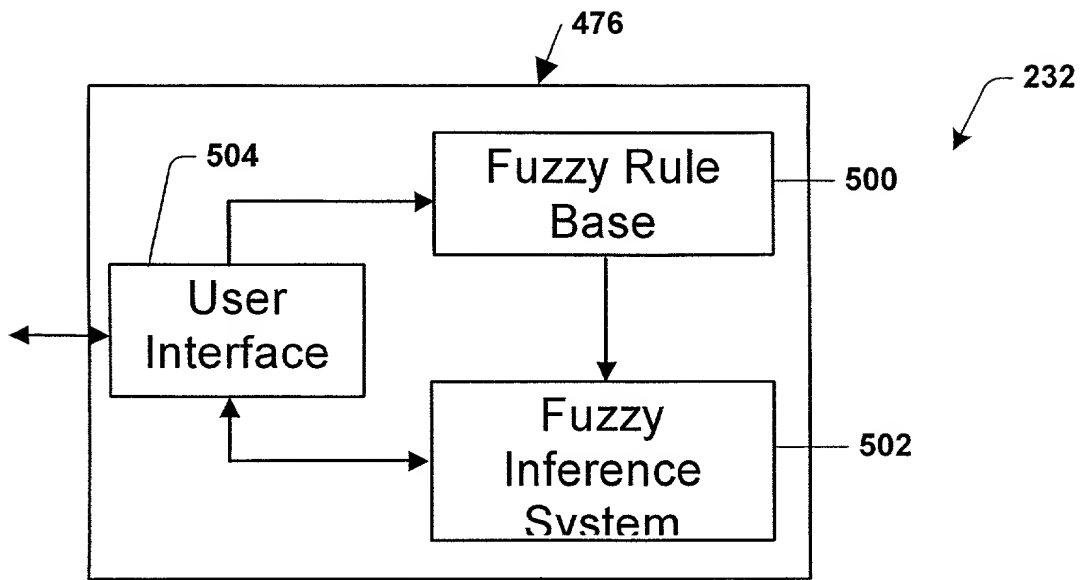 476
232
504
Fuzzy Rule
Base
500
User
Interface
Fuzzy
Inference
System
502